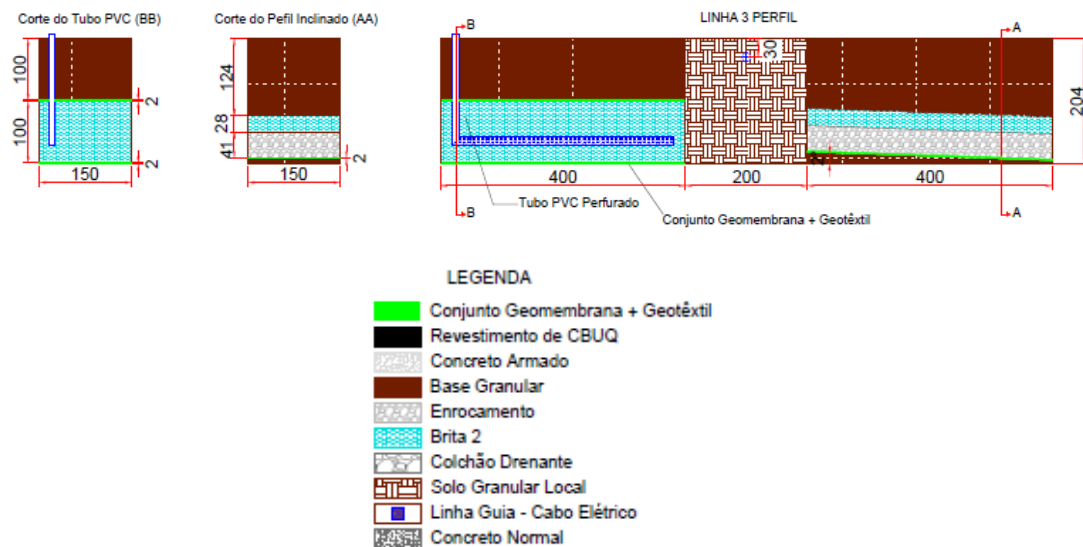 Corte do Tubo PVC (BB)
Corte do Pefil Inclinado (AA)
LINHA 3 PERFIL
B
A
100
100
2
2
150
124
28
41
2
150
30
204
400
200
400
Tubo PVC Perfurado
Conjunto Geomembrana + Geotêxtil
B
A
LEGENDA
Conjunto Geomembrana + Geotêxtil
Revestimento de CBUQ
Concreto Armado
Base Granular
Enrocamento
Brita 2
Colchão Drenante
Solo Granular Local
Linha Guia - Cabo Elétrico
Concreto Normal